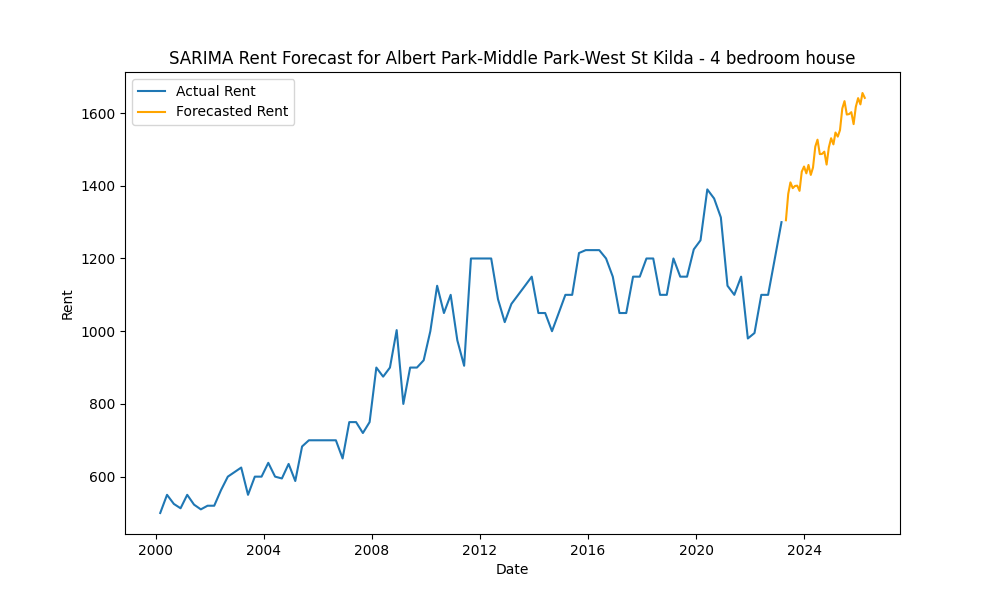 SARIMA Rent Forecast for Albert Park-Middle Park-West St Kilda - 4 bedroom house
Actual Rent
Forecasted Rent
1600
1400
1200
1000
800
600
Rent
2000 2004 2008 2012 2016 2020 2024
Date